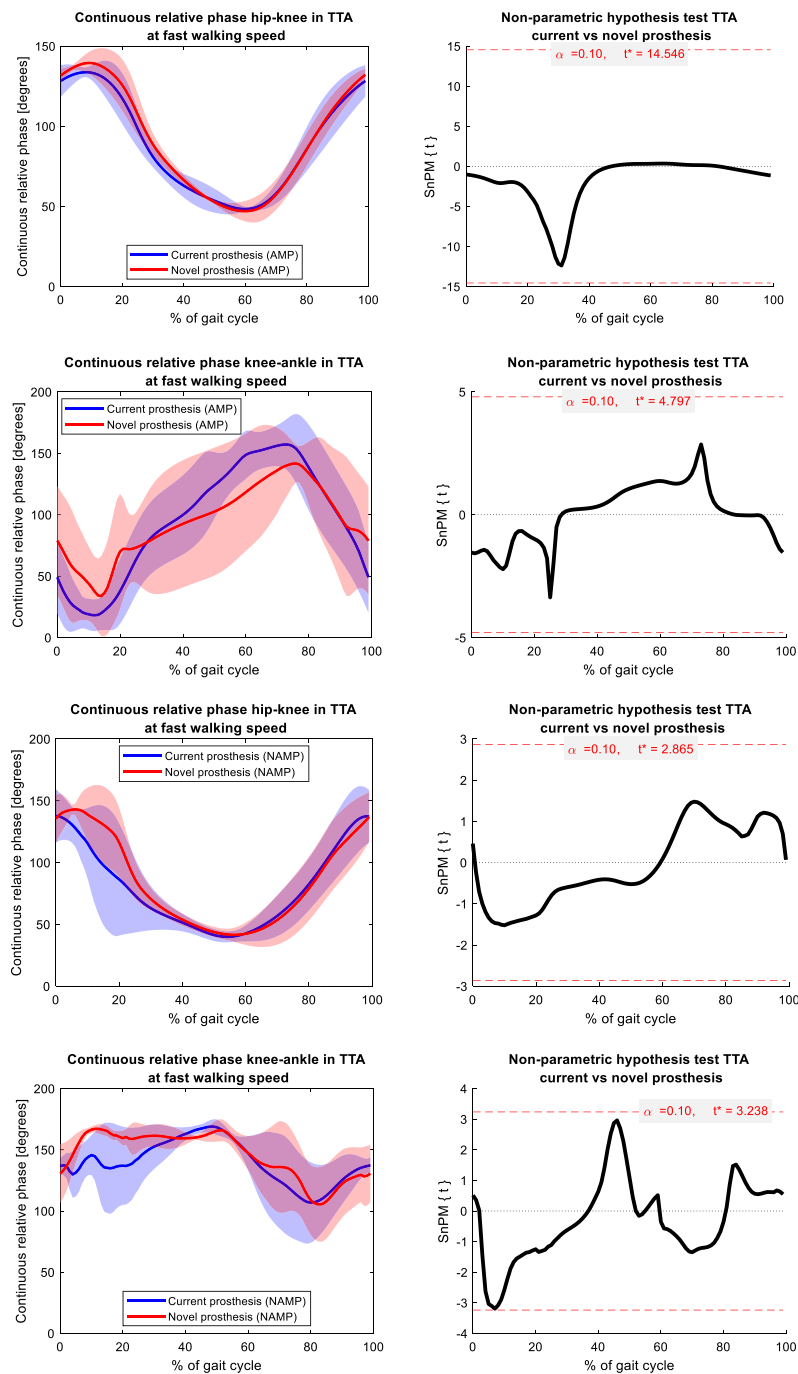 Continuous relative phase hip-knee in TTA
at fast walking speed
Continuous relative phase [degrees]
150
100
50
0
Current prosthesis (AMP)
Novel prosthesis (AMP)
0 20 40 60 80 100
% of gait cycle
Non-parametric hypothesis test TTA
current vs novel prosthesis
α =0.10, t* = 14.546
SnPM { t }
15
10
5
0
-5
-10
-15
0 20 40 60 80 100
% of gait cycle
Continuous relative phase knee-ankle in TTA
at fast walking speed
Continuous relative phase [degrees]
200
150
100
50
0
Current prosthesis (AMP)
Novel prosthesis (AMP)
0 20 40 60 80 100
% of gait cycle
Non-parametric hypothesis test TTA
current vs novel prosthesis
α =0.10, t* = 4.797
SnPM { t }
5
0
-5
0 20 40 60 80 100
% of gait cycle
Continuous relative phase hip-knee in TTA
at fast walking speed
Continuous relative phase [degrees]
200
150
100
50
0
Current prosthesis (NAMP)
Novel prosthesis (NAMP)
0 20 40 60 80 100
% of gait cycle
Non-parametric hypothesis test TTA
current vs novel prosthesis
α =0.10, t* = 2.865
SnPM { t }
3
2
1
0
-1
-2
-3
0 20 40 60 80 100
% of gait cycle
Continuous relative phase knee-ankle in TTA
at fast walking speed
Continuous relative phase [degrees]
200
150
100
50
0
Current prosthesis (NAMP)
Novel prosthesis (NAMP)
0 20 40 60 80 100
% of gait cycle
Non-parametric hypothesis test TTA
current vs novel prosthesis
α =0.10, t* = 3.238
SnPM { t }
4
3
2
1
0
-1
-2
-3
-4
0 20 40 60 80 100
% of gait cycle